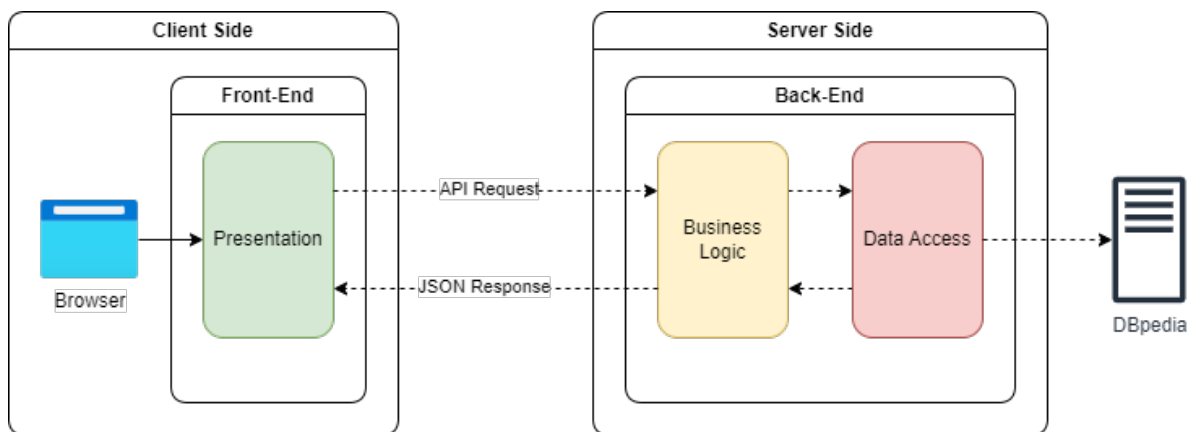 Client Side
Server Side
Front-End
Back-End
API Request
Presentation
Business
Logic
Data Access
JSON Response
Browser
DBpedia